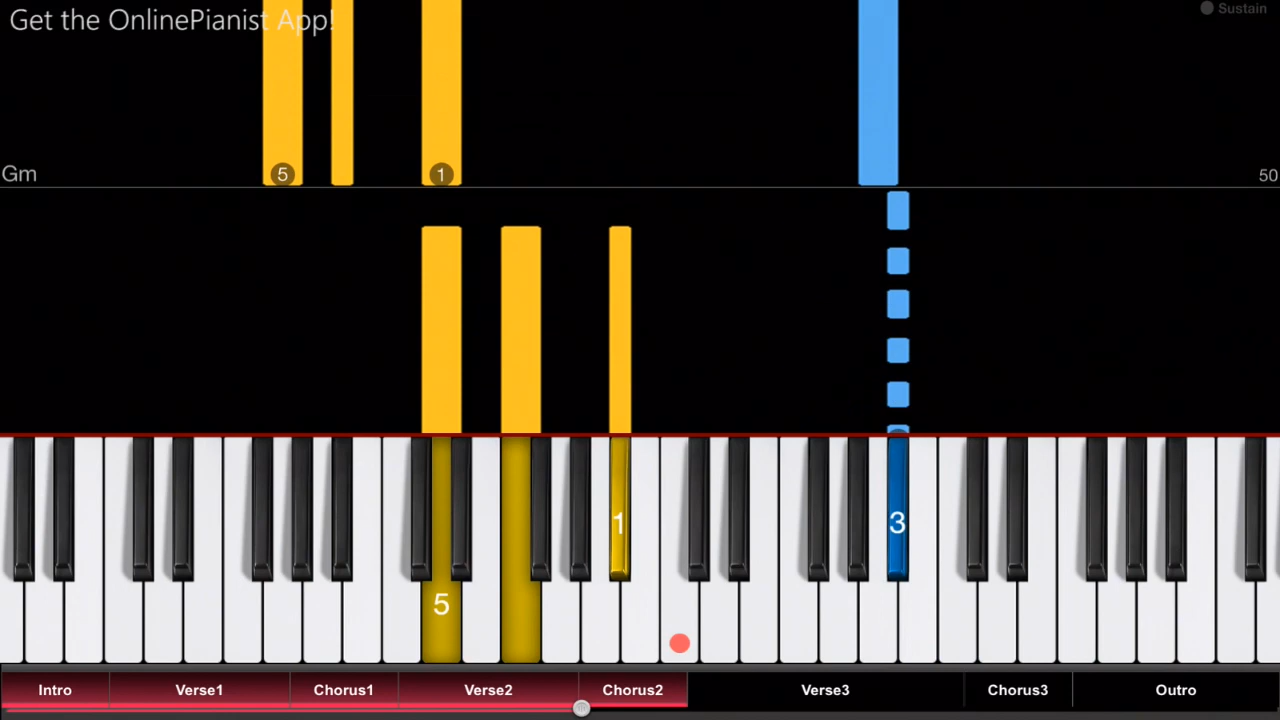 Get the OnlinePianist App!
Sustain
5
1
Gm
50
1
3
5
Intro
Verse1
Chorus1
Verse2
Chorus2
Verse3
Chorus3
Outro